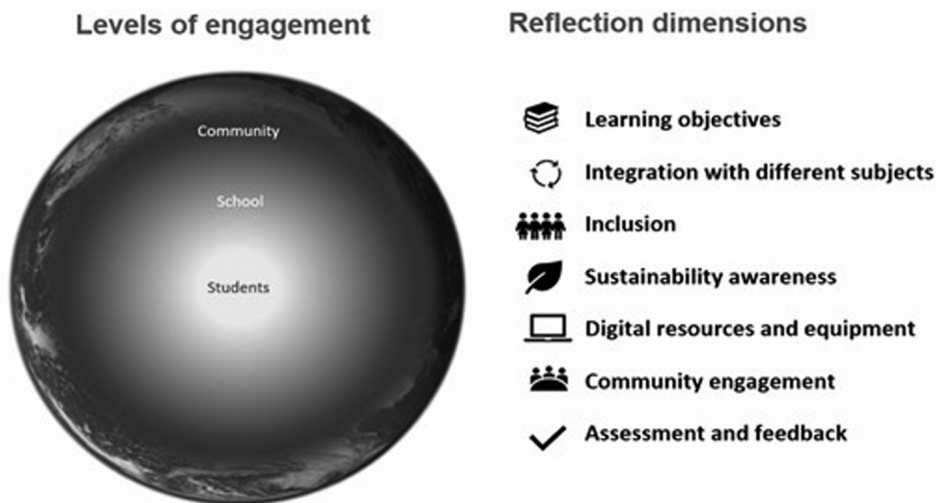 Levels of engagement
Community
School
Students
Reflection dimensions
Learning objectives
Integration with different subjects
Inclusion
Sustainability awareness
Digital resources and equipment
Community engagement
Assessment and feedback